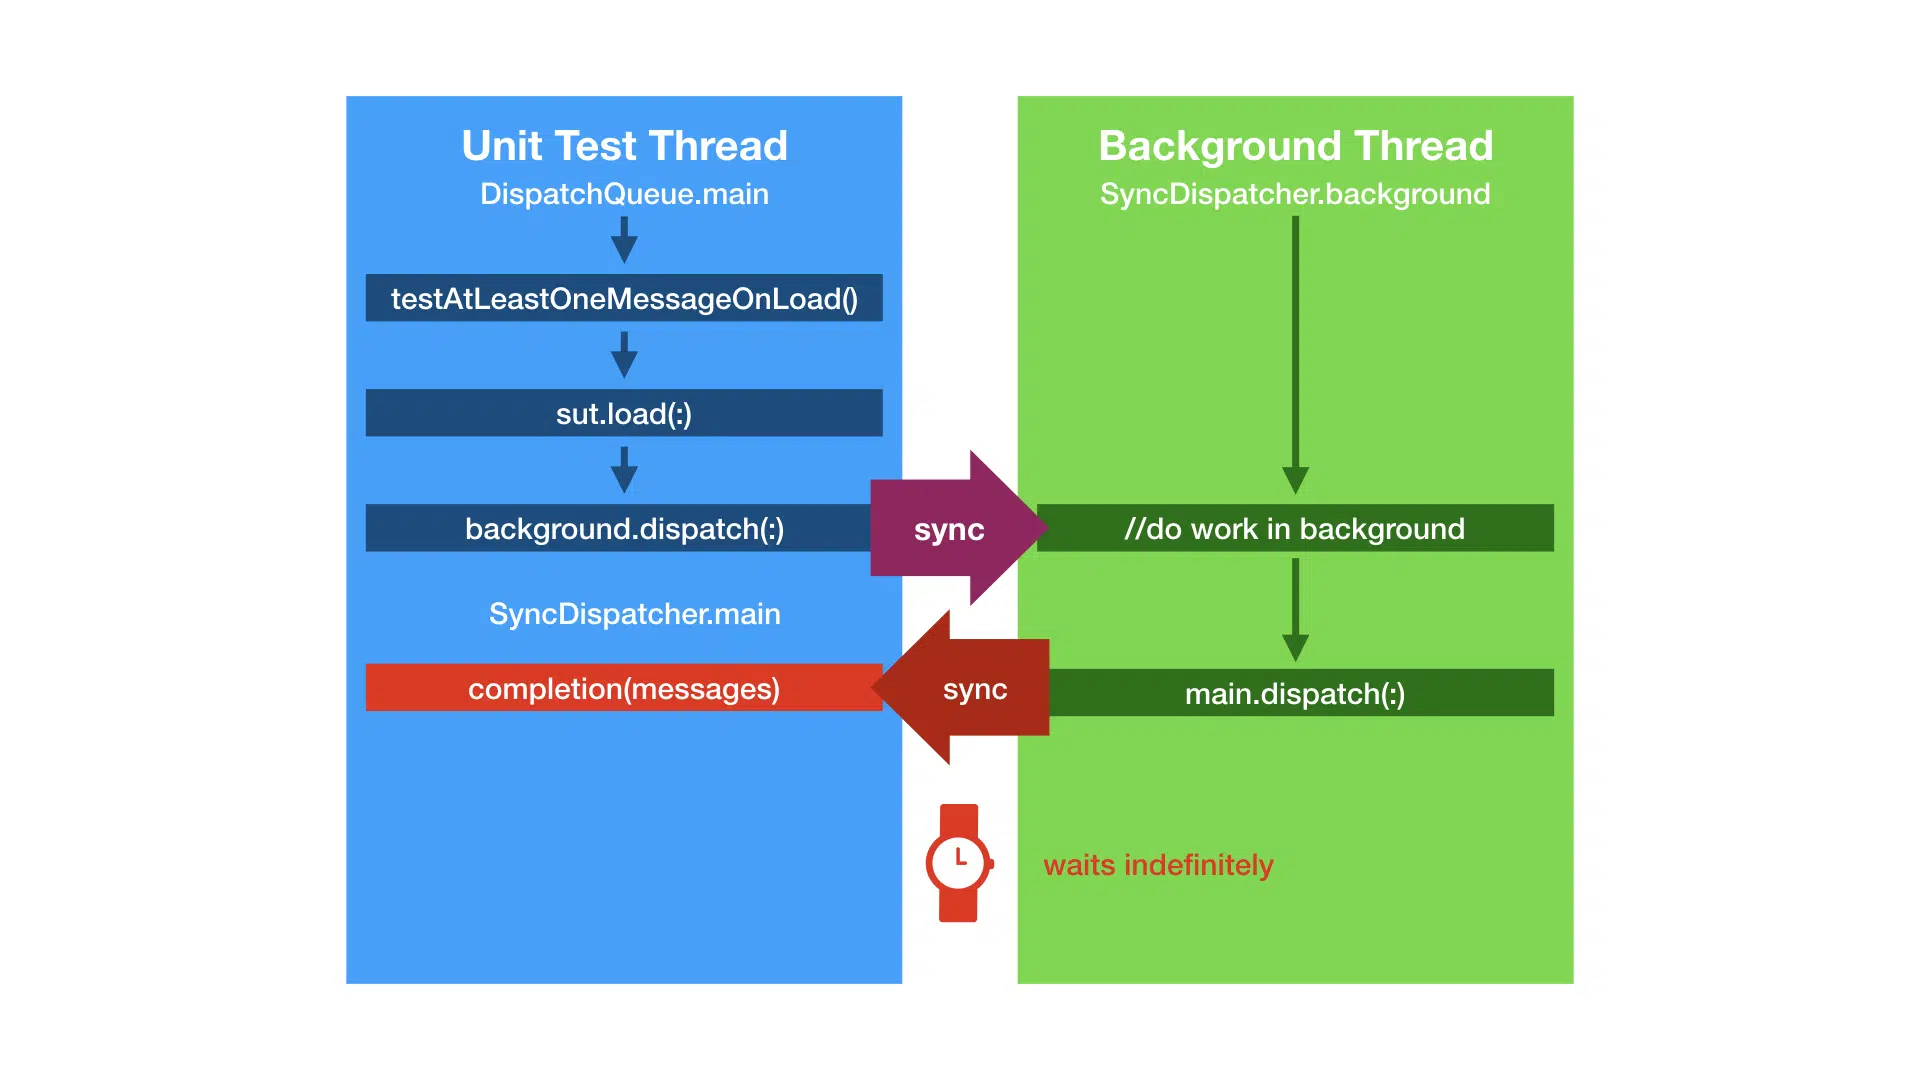 Unit Test Thread
DispatchQueue.main
testAtLeastOneMessageOnLoad()
sut.load(:)
background.dispatch(:)
sync
SyncDispatcher.main
completion(messages)
sync
Background Thread
SyncDispatcher.background
//do work in background
main.dispatch(:)
waits indefinitely